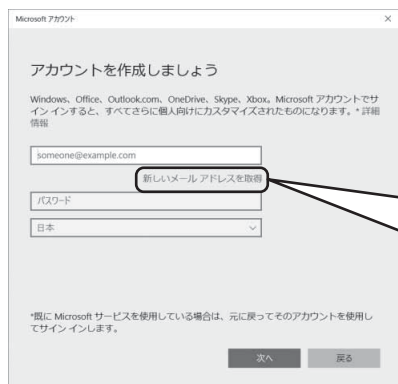 Microsoft アカウント
アカウントを作成しましょう
Windows、Office、Outlook.com、OneDrive、Skype、Xbox。Microsoft アカウントでサ
イン インすると、すべてさらに個人向けにカスタマイズされたものになります。* 詳細
情報
someone@example.com
新しいメール アドレスを取得
パスワード
日本
*既に Microsoft サービスを使用している場合は、元に戻ってそのアカウントを使用し
てサイン インします。
次へ
戻る